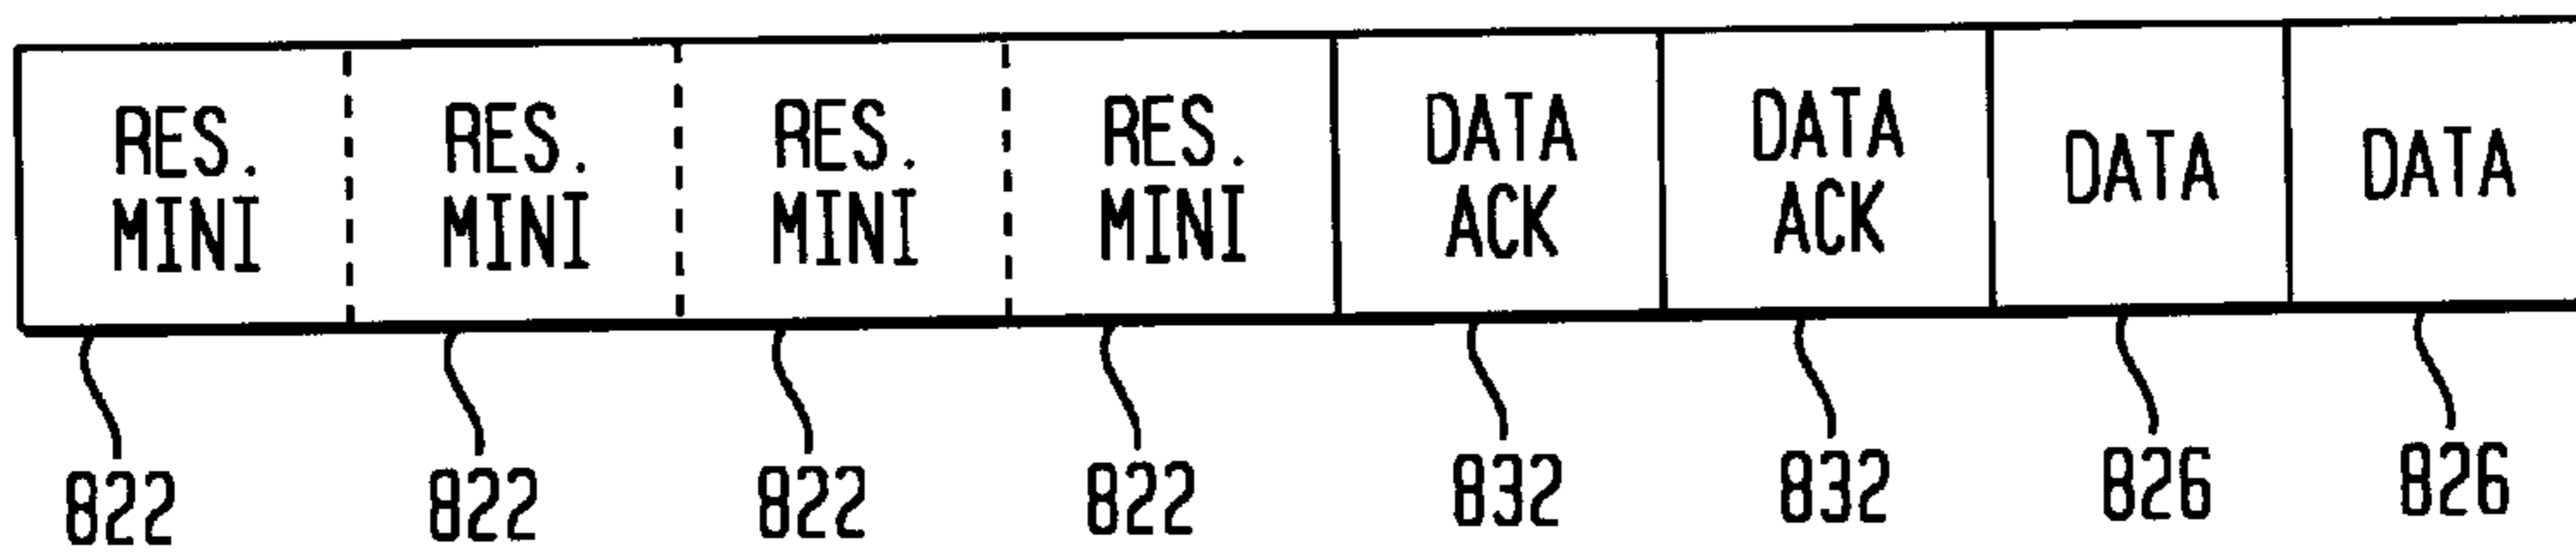 RES. MINI
RES. MINI
RES. MINI
RES. MINI
DATA ACK
DATA ACK
DATA
DATA
822 822 822 822 832 832 826 826